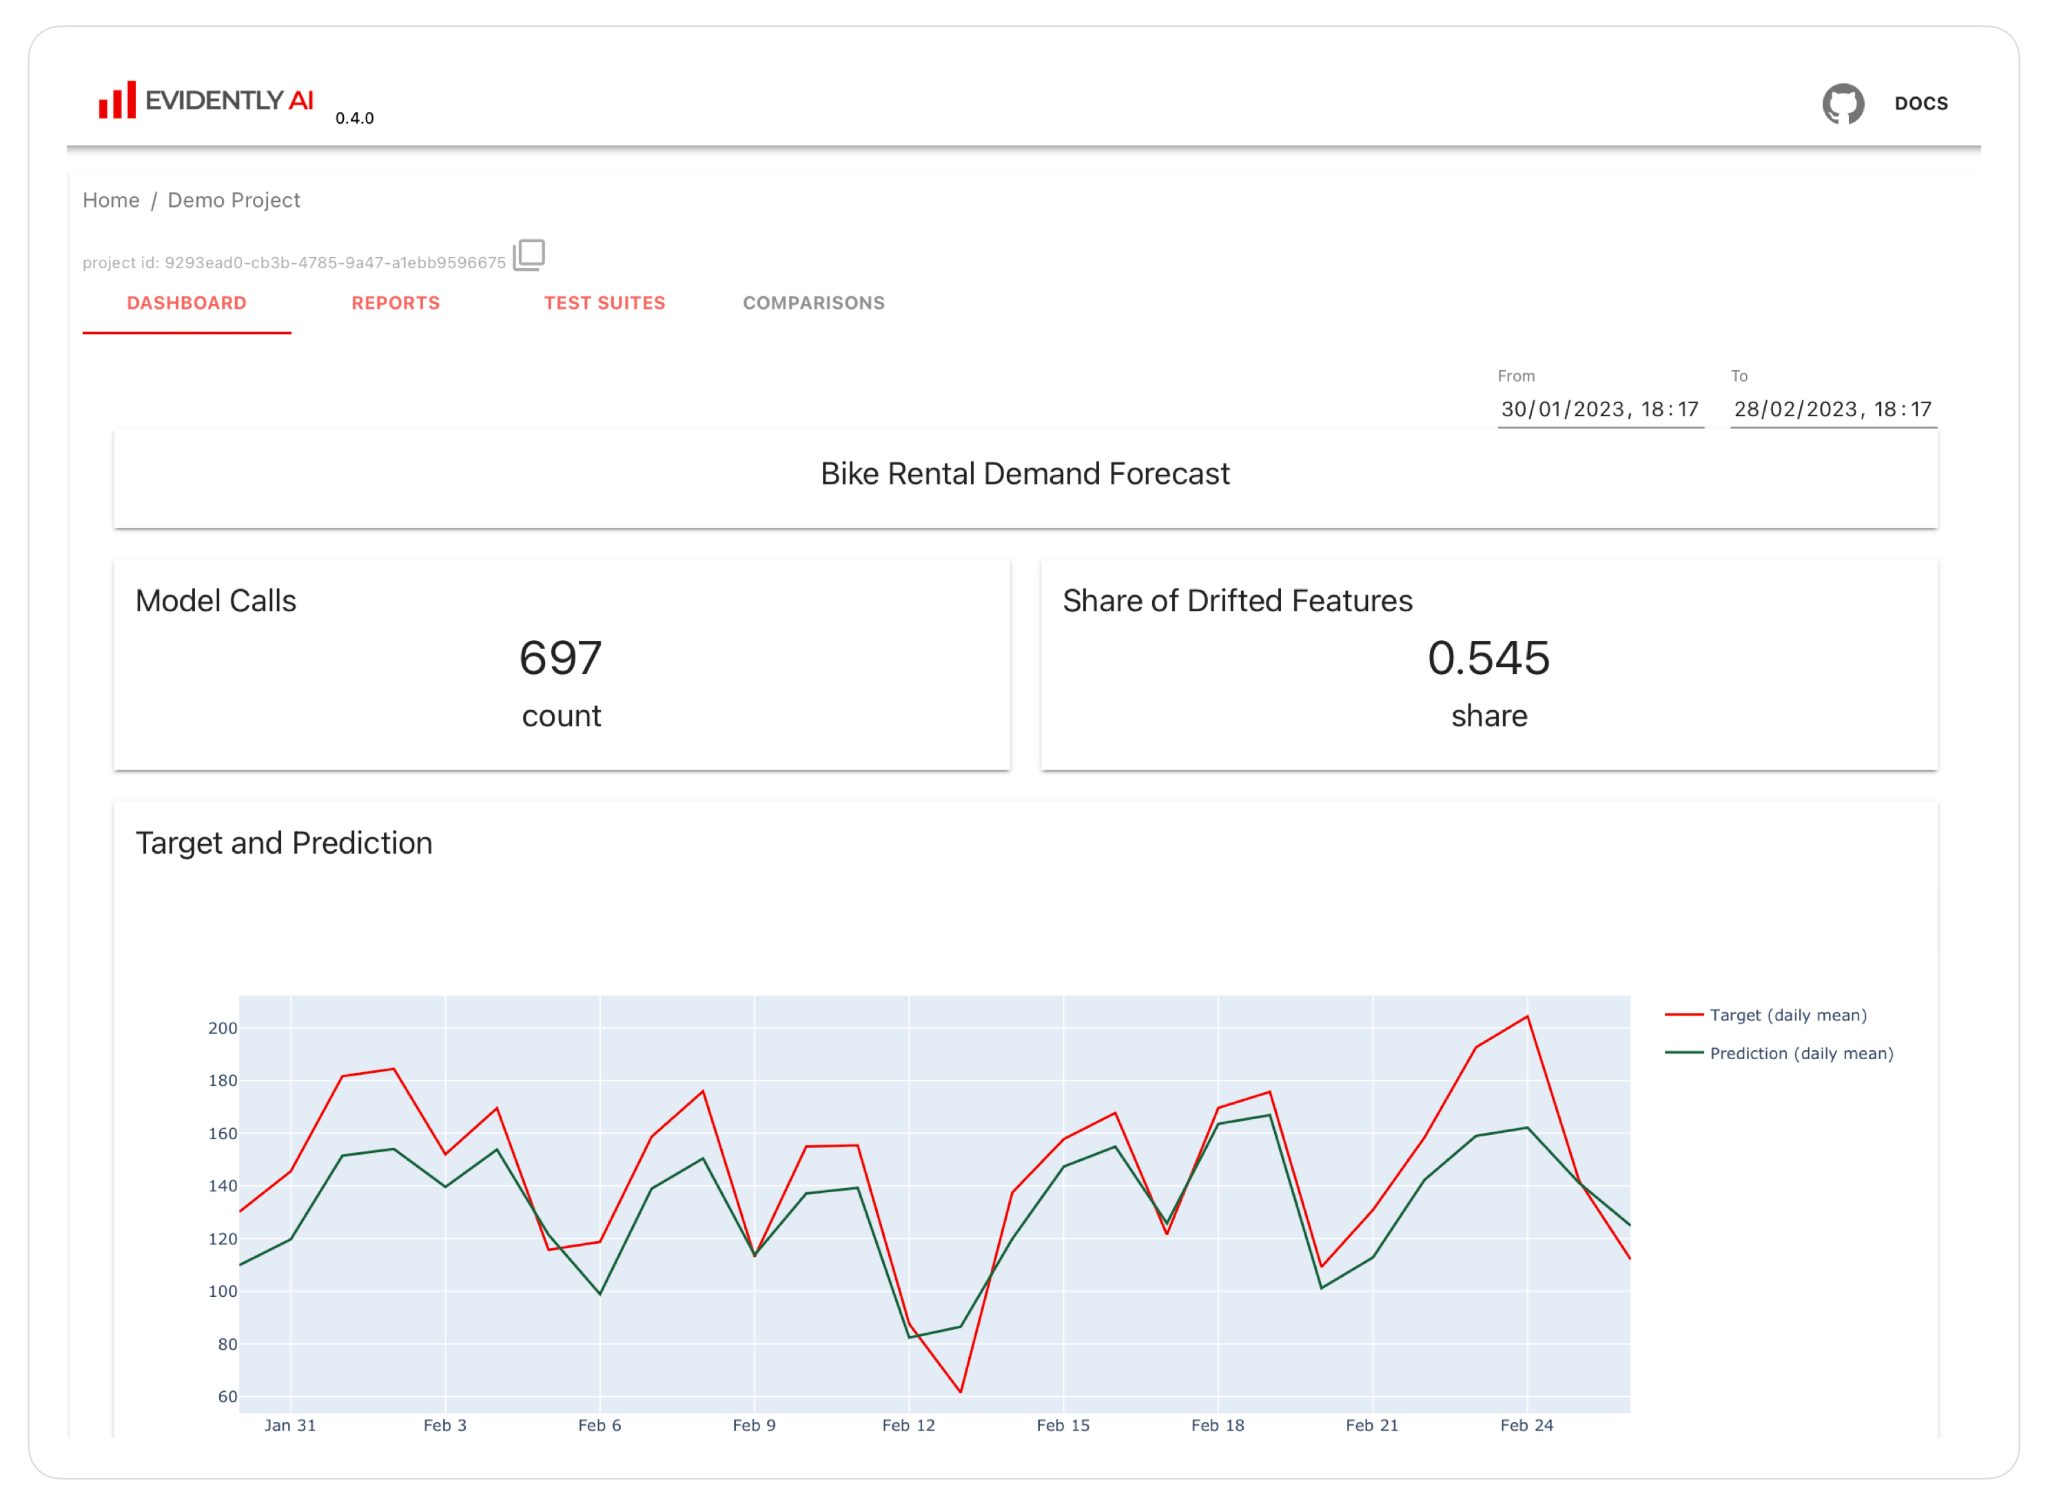 EVIDENTLY AI 0.4.0
DOCS
Home / Demo Project
project id: 9293ead0-cb3b-4785-9a47-a1ebb9596675
DASHBOARD REPORTS TEST SUITES COMPARISONS
From To
30/01/2023, 18:17 28/02/2023, 18:17
Bike Rental Demand Forecast
Model Calls
697
count
Share of Drifted Features
0.545
share
Target and Prediction
Target (daily mean)
Prediction (daily mean)
200
180
160
140
120
100
80
60
Jan 31 Feb 3 Feb 6 Feb 9 Feb 12 Feb 15 Feb 18 Feb 21 Feb 24